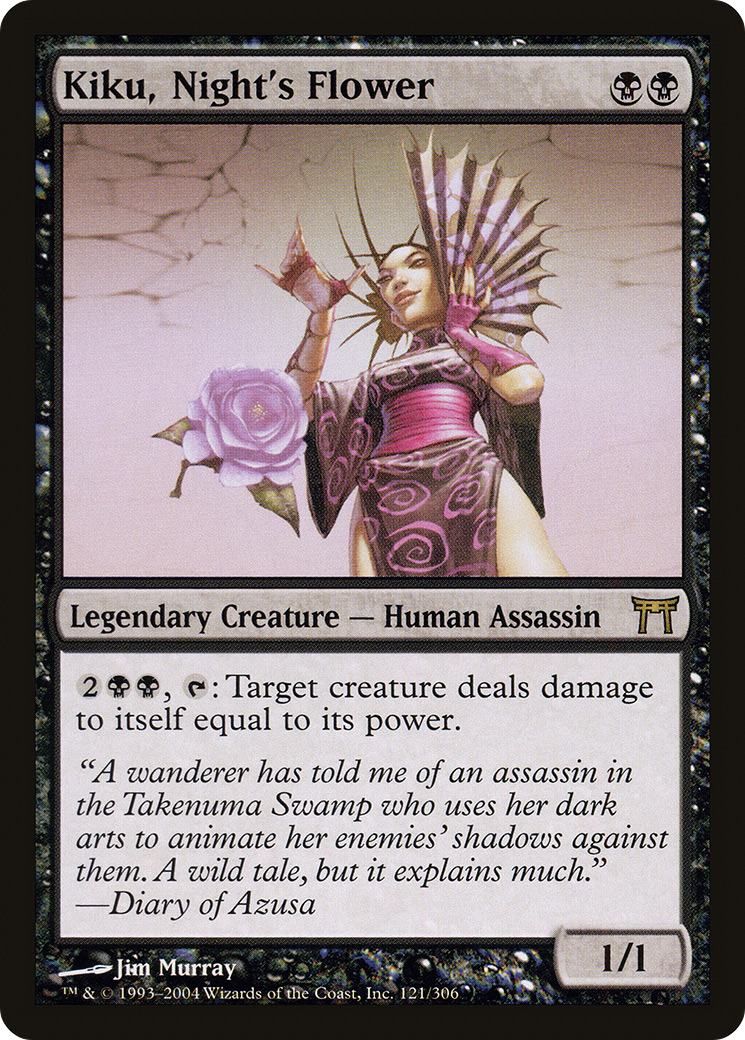 Kiku, Night's Flower
Legendary Creature — Human Assassin
2, : Target creature deals damage
to itself equal to its power.
“A wanderer has told me of an assassin in
the Takenuma Swamp who uses her dark
arts to animate her enemies’ shadows against
them. A wild tale, but it explains much.”
—Diary of Azusa
1/1
Jim Murray
™ & © 1993–2004 Wizards of the Coast, Inc. 121/306